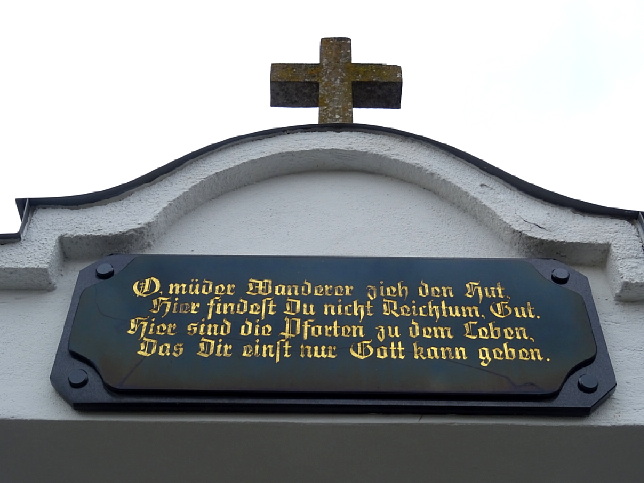 O, müder Wanderer zieh den Hut,
Hier findest Du nicht Reichtum, Gut.
Hier sind die Pforten zu dem Leben,
Das Dir einst nur Gott kann geben.